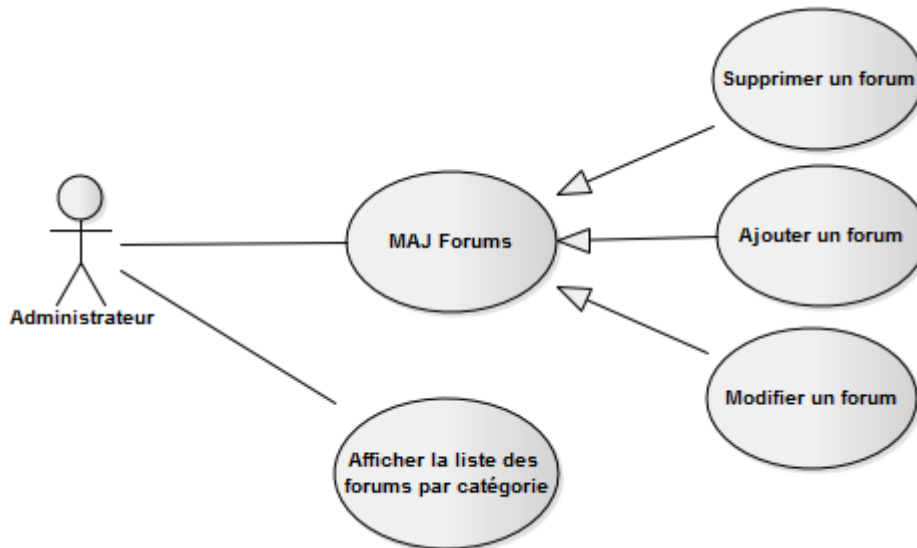 Supprimer un forum
MAJ Forums
Ajouter un forum
Administrateur
Modifier un forum
Afficher la liste des
forums par catégorie